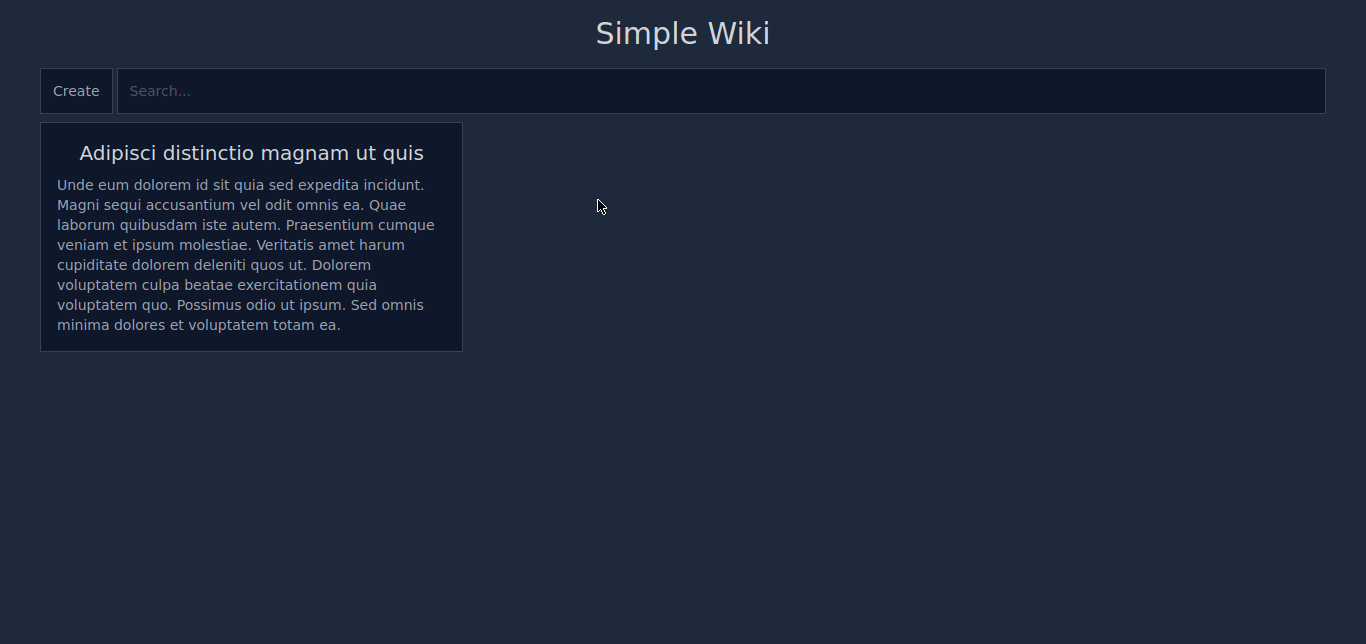 Simple Wiki
Create
Search...
Adipisci distinctio magnam ut quis
Unde eum dolorem id sit quia sed expedita incidunt.
Magni sequi accusantium vel odit omnis ea. Quae
laborum quibusdam iste autem. Praesentium cumque
veniam et ipsum molestiae. Veritatis amet harum
cupiditate dolorem deleniti quos ut. Dolorem
voluptatem culpa beatae exercitationem quia
voluptatem quo. Possimus odio ut ipsum. Sed omnis
minima dolores et voluptatem totam ea.